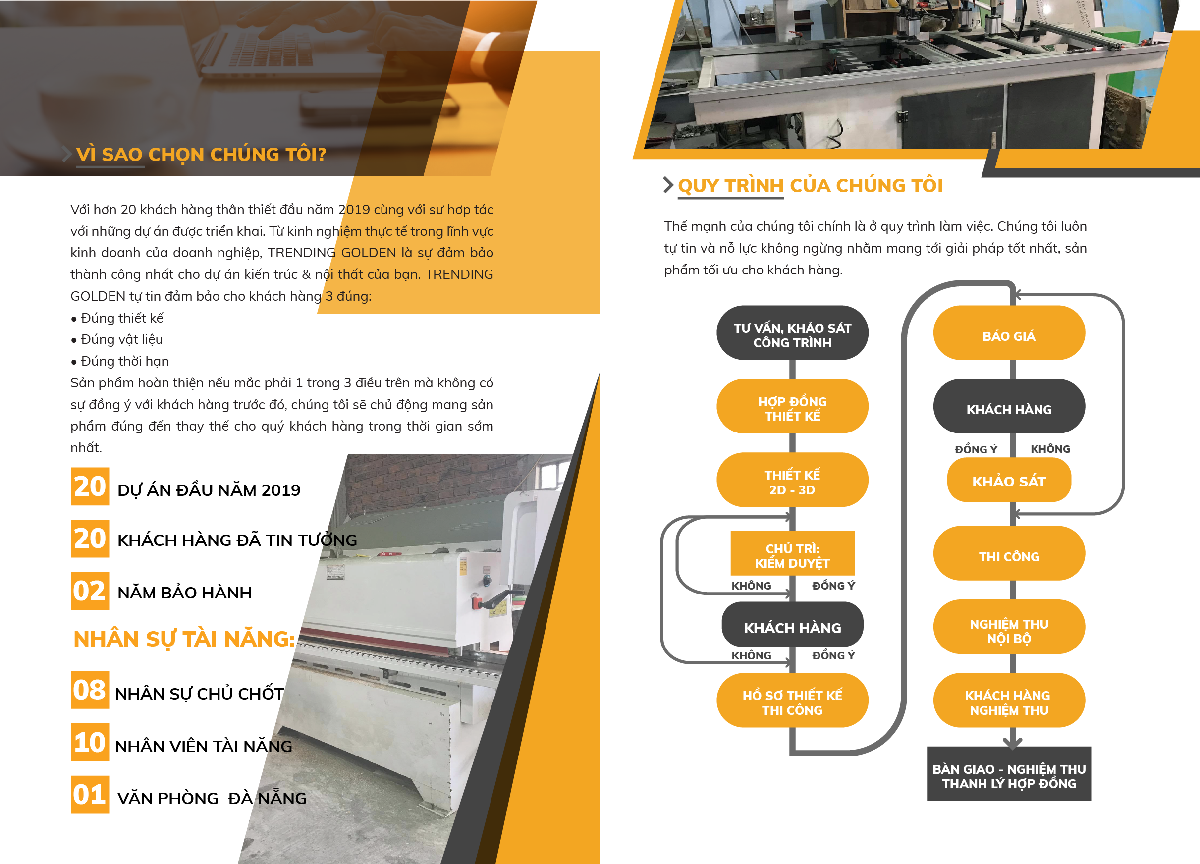 VÌ SAO CHỌN CHÚNG TÔI?
Với hơn 20 khách hàng thân thiết đầu năm 2019 cùng với sự hợp tác
với những dự án được triển khai. Từ kinh nghiệm thực tế trong lĩnh vực
kinh doanh của doanh nghiệp, TRENDING GOLDEN là sự đảm bảo
thành công nhất cho dự án kiến trúc & nội thất của bạn. TRENDING
GOLDEN tự tin đảm bảo cho khách hàng 3 đúng:
• Đúng thiết kế
• Đúng vật liệu
• Đúng thời hạn
Sản phẩm hoàn thiện nếu mắc phải 1 trong 3 điều trên mà không có
sự đồng ý với khách hàng trước đó, chúng tôi sẽ chủ động mang sản
phẩm đúng đến thay thế cho quý khách hàng trong thời gian sớm
nhất.
20 DỰ ÁN ĐẦU NĂM 2019
20 KHÁCH HÀNG ĐÃ TIN TƯỞNG
02 NĂM BẢO HÀNH
NHÂN SỰ TÀI NĂNG:
08 NHÂN SỰ CHỦ CHỐT
10 NHÂN VIÊN TÀI NĂNG
01 VĂN PHÒNG ĐÀ NẴNG
QUY TRÌNH CỦA CHÚNG TÔI
Thế mạnh của chúng tôi chính là ở quy trình làm việc. Chúng tôi luôn
tự tin và nỗ lực không ngừng nhằm mang tới giải pháp tốt nhất, sản
phẩm tối ưu cho khách hàng.
TƯ VẤN, KHẢO SÁT
CÔNG TRÌNH
HỢP ĐỒNG
THIẾT KẾ
THIẾT KẾ
2D - 3D
CHỦ TRÌ:
KIỂM DUYỆT
KHÔNG ĐỒNG Ý
KHÁCH HÀNG
KHÔNG ĐỒNG Ý
HỒ SƠ THIẾT KẾ
THI CÔNG
BÁO GIÁ
KHÁCH HÀNG
ĐỒNG Ý KHÔNG
KHẢO SÁT
THI CÔNG
NGHIỆM THU
NỘI BỘ
KHÁCH HÀNG
NGHIỆM THU
BÀN GIAO - NGHIỆM THU
THANH LÝ HỢP ĐỒNG